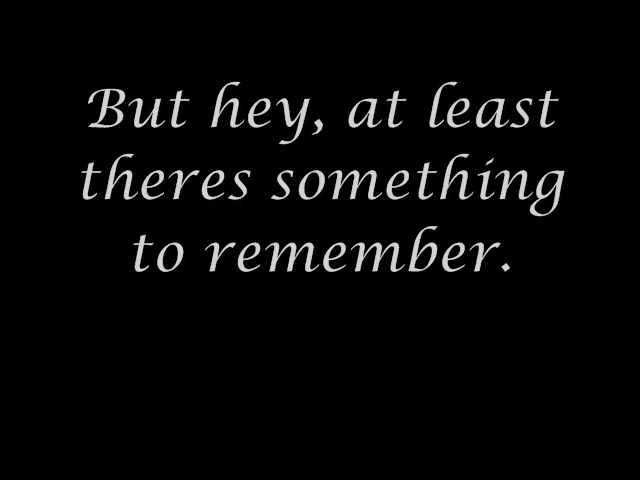 But hey, at least
theres something
to remember.